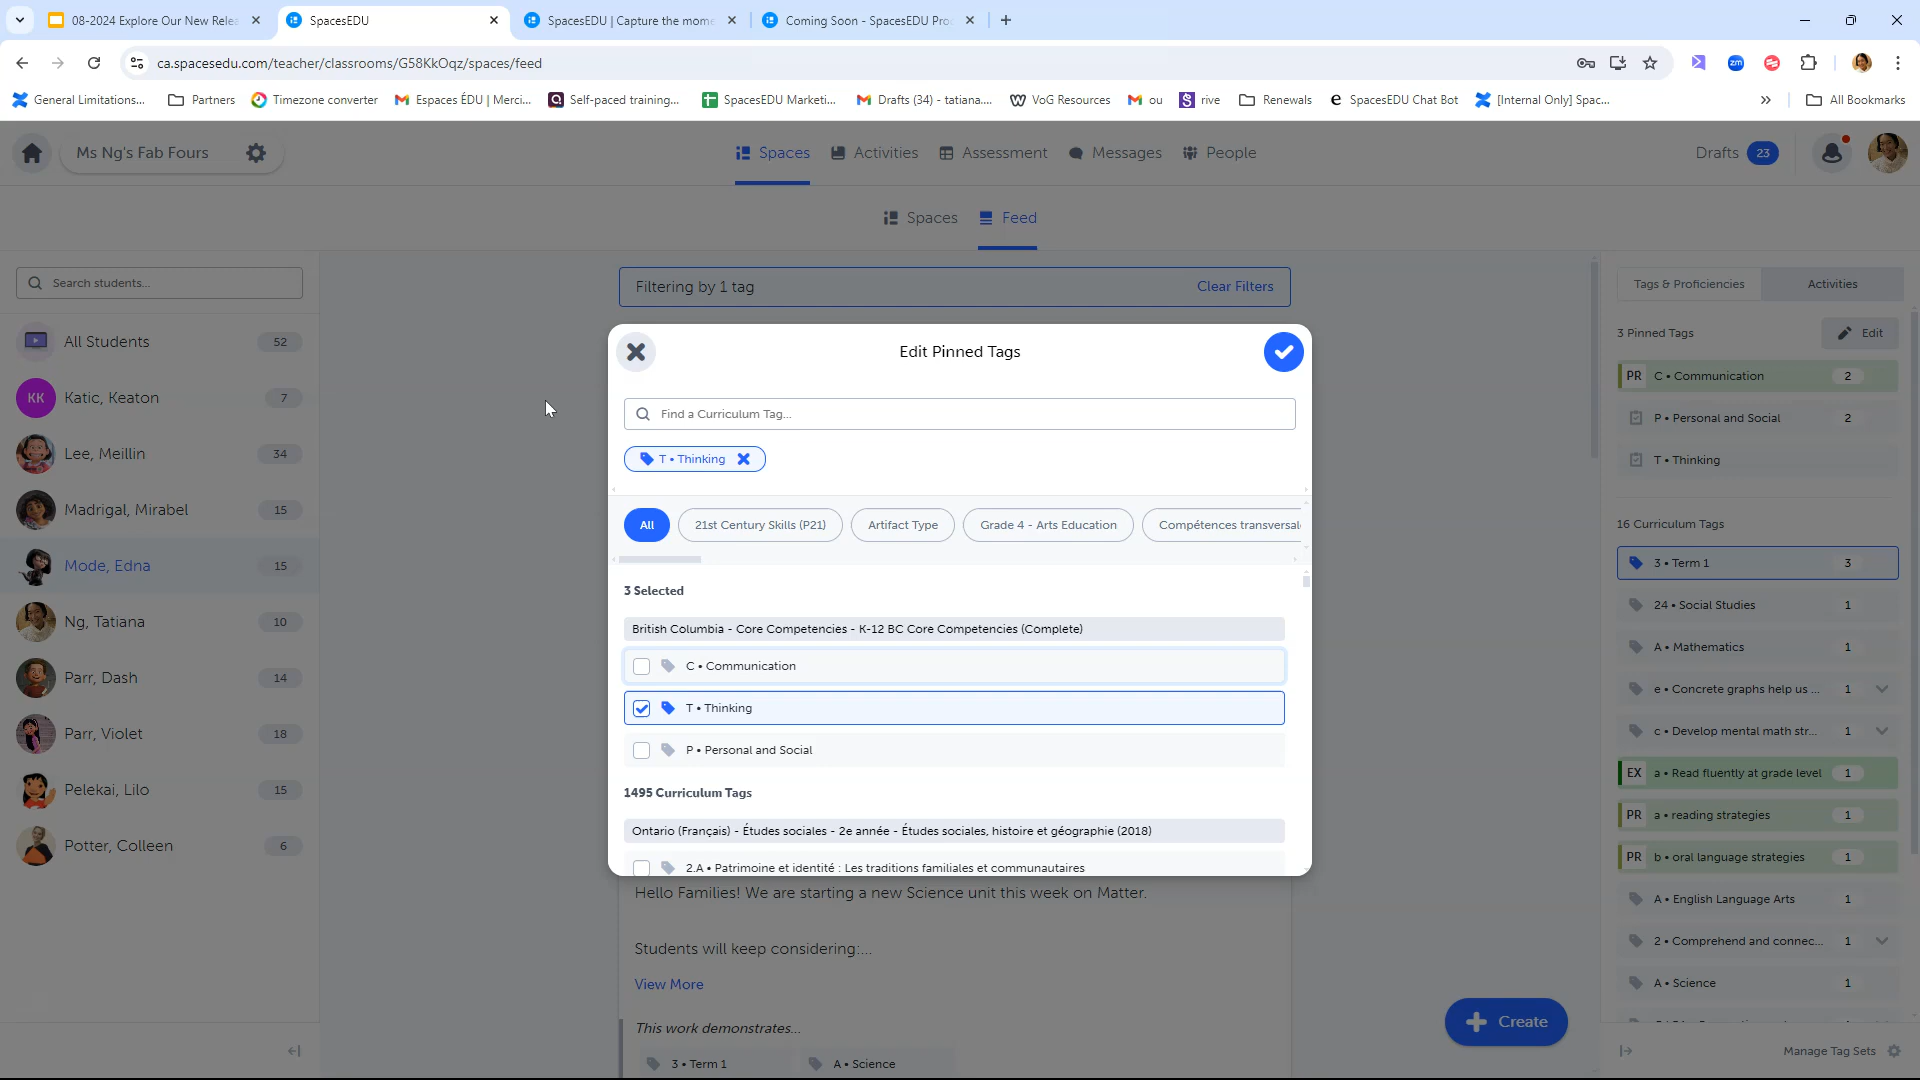 08-2024 Explore Our New Relea
SpacesEDU
SpacesEDU | Capture the mome
Coming Soon - SpacesEDU Pro
ca.spacesedu.com/teacher/classrooms/G58KkOqz/spaces/feed
zm
General Limitations...
Partners
Timezone converter
Espaces ÉDU | Merci...
Self-paced training...
SpacesEDU Marketi...
Drafts (34) - tatiana....
VoG Resources
ou
rive
Renewals
SpacesEDU Chat Bot
[Internal Only] Spac...
All Bookmarks
Ms Ng's Fab Fours
Spaces
Activities
Assessment
Messages
People
Drafts 23
Spaces
Feed
Search students...
All Students 52
KK Katic, Keaton 7
Lee, Meillin 34
Madrigal, Mirabel 15
Mode, Edna 15
Ng, Tatiana 10
Parr, Dash 14
Parr, Violet 18
Pelekai, Lilo 15
Potter, Colleen 6
Filtering by 1 tag
Clear Filters
Edit Pinned Tags
Find a Curriculum Tag...
T • Thinking
All
21st Century Skills (P21)
Artifact Type
Grade 4 - Arts Education
Compétences transversal
3 Selected
British Columbia - Core Competencies - K-12 BC Core Competencies (Complete)
C • Communication
T • Thinking
P • Personal and Social
1495 Curriculum Tags
Ontario (Français) - Études sociales - 2e année - Études sociales, histoire et géographie (2018)
2.A • Patrimoine et identité : Les traditions familiales et communautaires
Hello Families! We are starting a new Science unit this week on Matter.
Students will keep considering:...
View More
This work demonstrates...
3 • Term 1
A • Science
Create
Tags & Proficiencies
Activities
3 Pinned Tags
Edit
PR C • Communication 2
P • Personal and Social 2
T • Thinking
16 Curriculum Tags
3 • Term 1 3
24 • Social Studies 1
A • Mathematics 1
e • Concrete graphs help us ... 1
c • Develop mental math str... 1
EX a • Read fluently at grade level 1
PR a • reading strategies 1
PR b • oral language strategies 1
A • English Language Arts 1
2 • Comprehend and connec... 1
A • Science 1
Manage Tag Sets